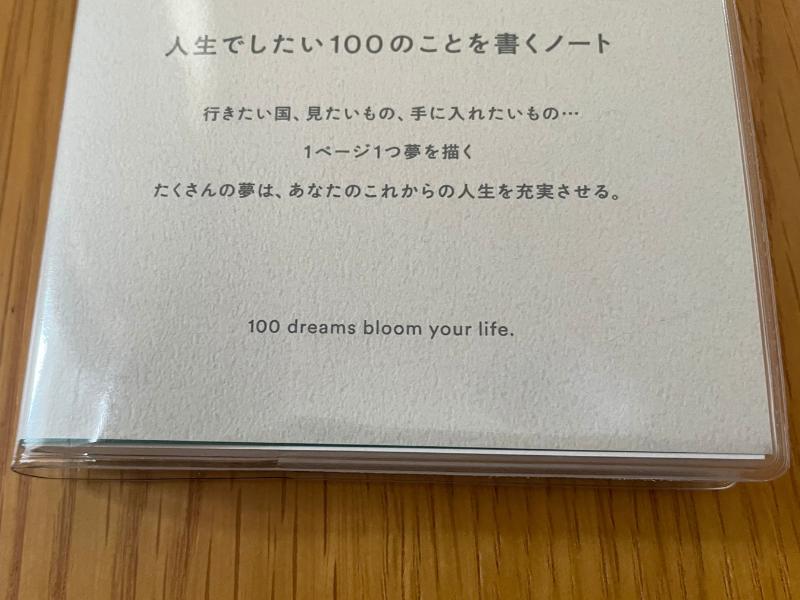 人生でしたい100のことを書くノート
行きたい国、見たいもの、手に入れたいもの…
1ページ1つ夢を描く
たくさんの夢は、あなたのこれからの人生を充実させる。
100 dreams bloom your life.